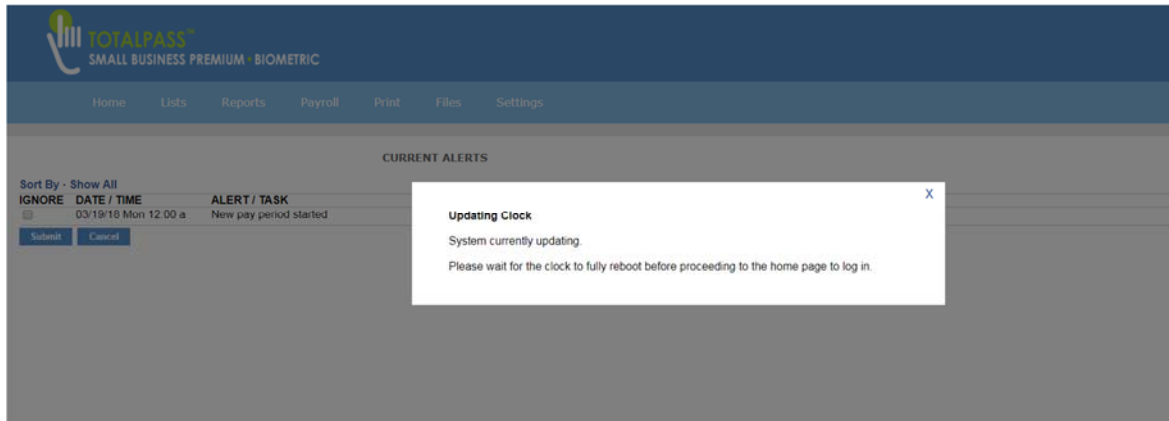 TOTALPASS™
SMALL BUSINESS PREMIUM • BIOMETRIC
Home Lists Reports Payroll Print Files Settings
CURRENT ALERTS
Sort By - Show All
IGNORE DATE / TIME ALERT / TASK
03/19/18 Mon 12:00 a New pay period started
Submit Cancel
X
Updating Clock
System currently updating.
Please wait for the clock to fully reboot before proceeding to the home page to log in.